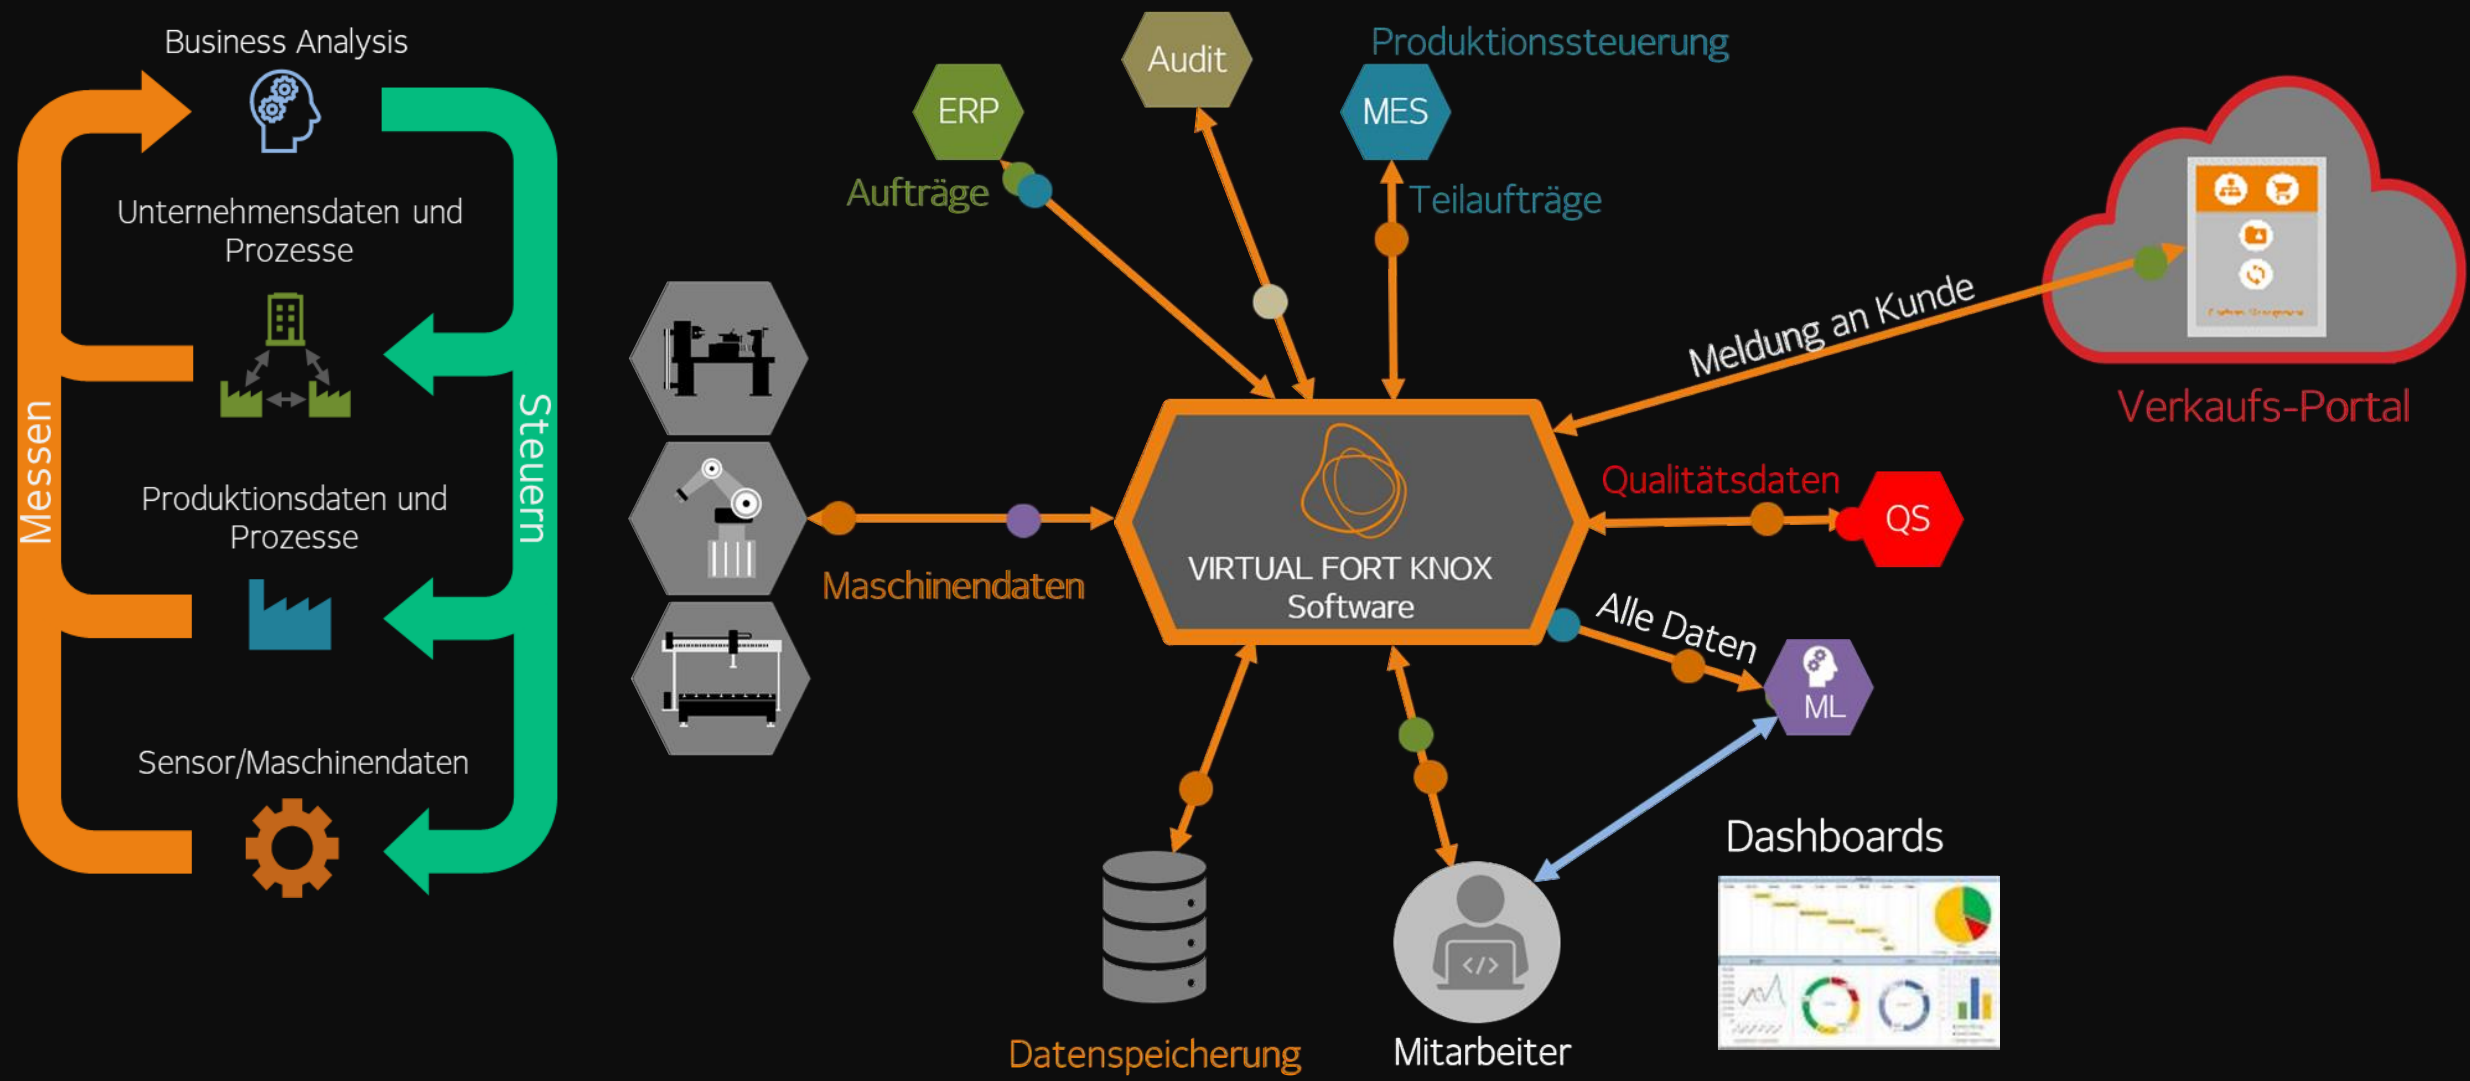 Business Analysis
Unternehmensdaten und
Prozesse
Produktionsdaten und
Prozesse
Sensor/Maschinendaten
Messen
Steuern
ERP
Aufträge
Audit
Produktionssteuerung
MES
Teilaufträge
Meldung an Kunde
Verkaufs-Portal
Maschinendaten
VIRTUAL FORT KNOX
Software
Qualitätsdaten
QS
Alle Daten
ML
</>
Datenspeicherung
Mitarbeiter
Dashboards